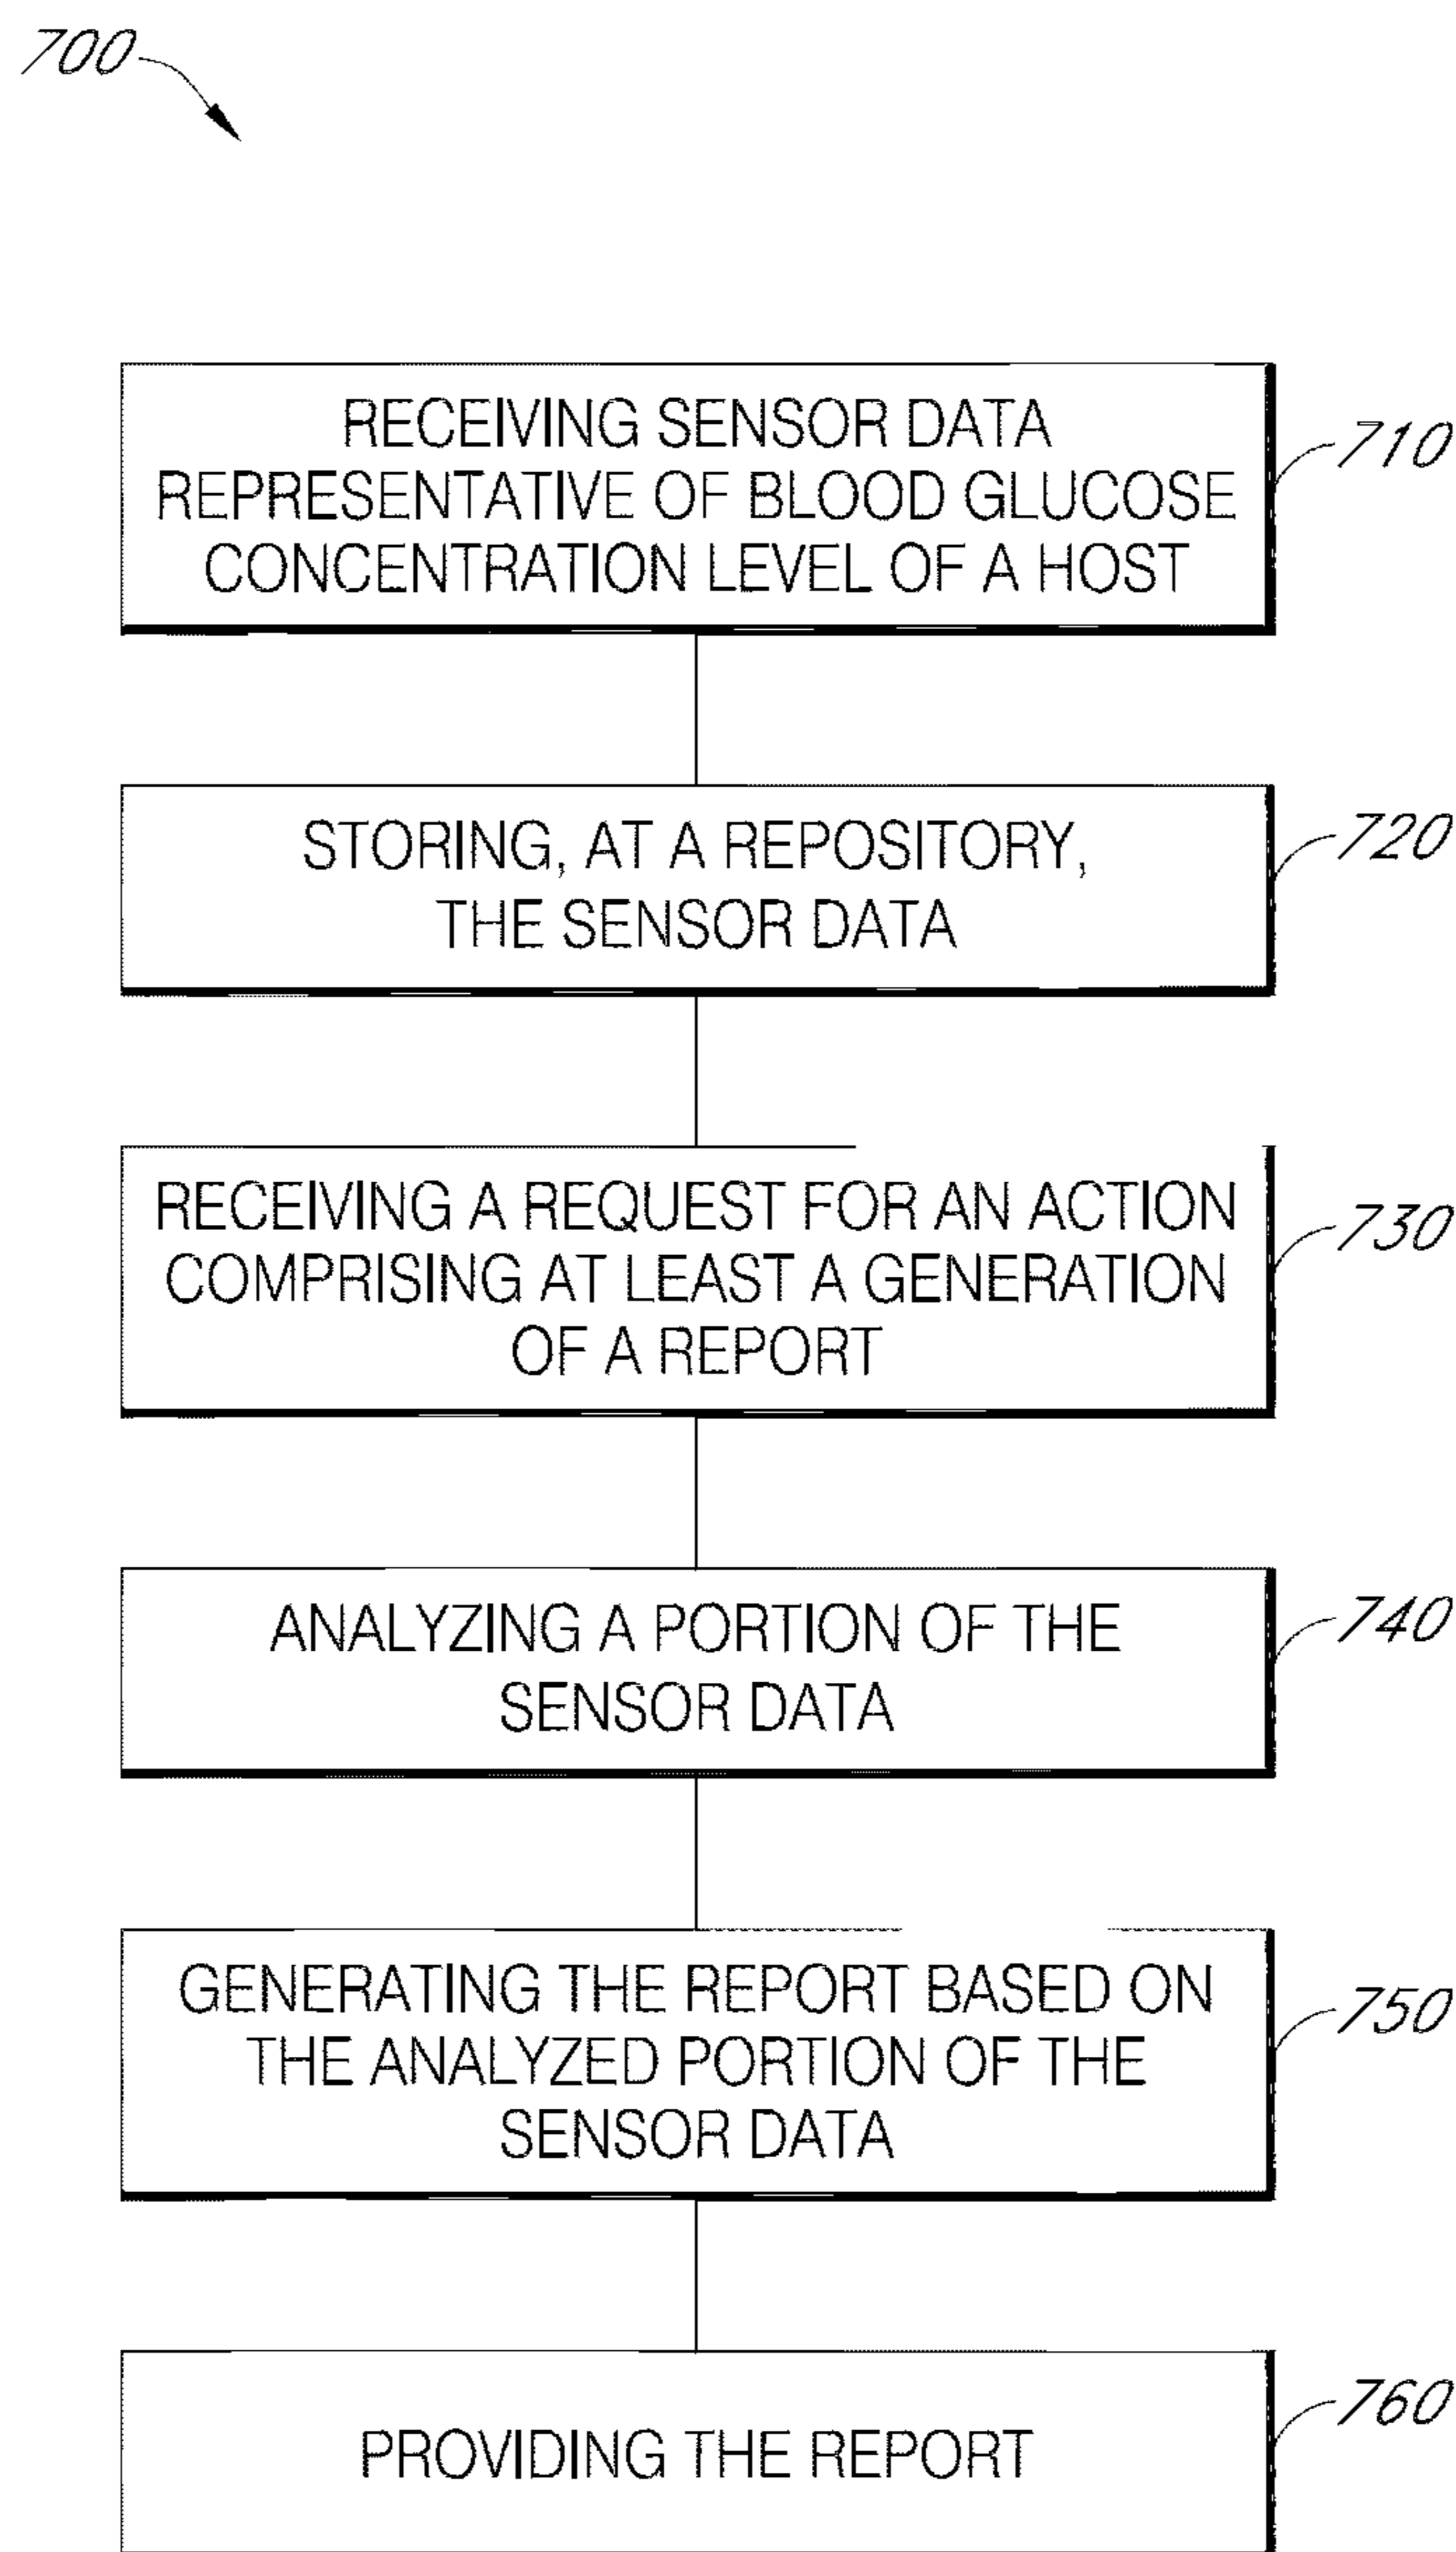 700
RECEIVING SENSOR DATA
REPRESENTATIVE OF BLOOD GLUCOSE
CONCENTRATION LEVEL OF A HOST
710
STORING, AT A REPOSITORY,
THE SENSOR DATA
720
RECEIVING A REQUEST FOR AN ACTION
COMPRISING AT LEAST A GENERATION
OF A REPORT
730
ANALYZING A PORTION OF THE
SENSOR DATA
740
GENERATING THE REPORT BASED ON
THE ANALYZED PORTION OF THE
SENSOR DATA
750
PROVIDING THE REPORT
760